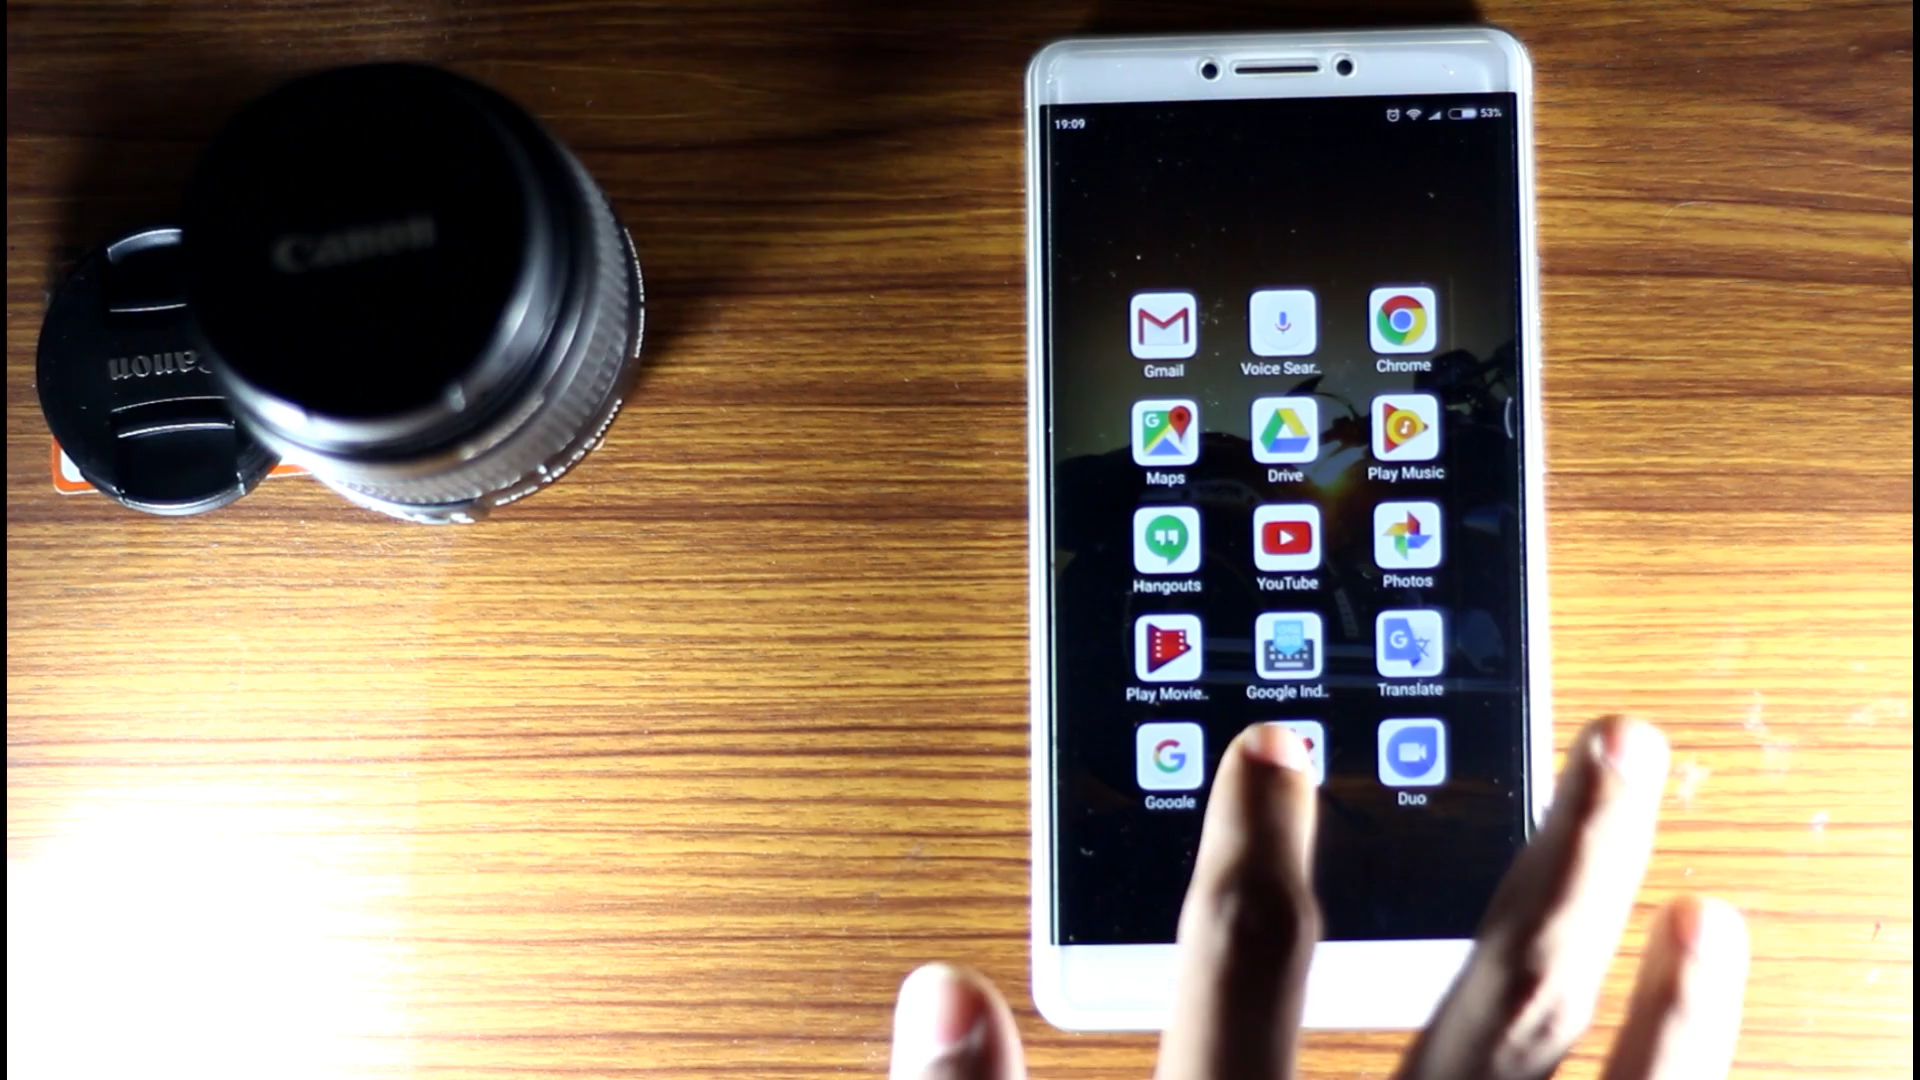 Canon
Canon
19:09
53%
Gmail
Voice Sear..
Chrome
G
Maps
Drive
Play Music
Hangouts
YouTube
Photos
Play Movie..
Google Ind..
G
Translate
G
Google
Duo